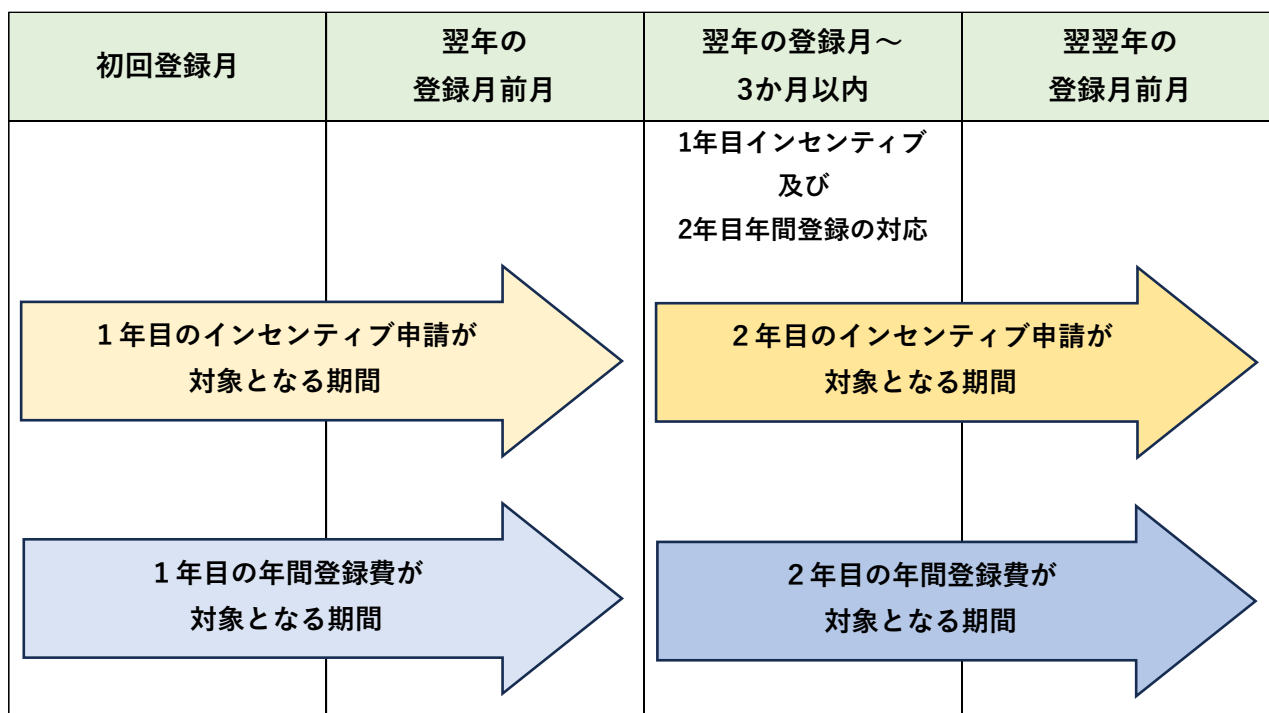 初回登録月
翌年の
登録月前月
翌年の登録月～
3か月以内
翌翌年の
登録月前月
1年目インセンティブ
及び
2年目年間登録の対応
１年目のインセンティブ申請が
対象となる期間
２年目のインセンティブ申請が
対象となる期間
１年目の年間登録費が
対象となる期間
２年目の年間登録費が
対象となる期間